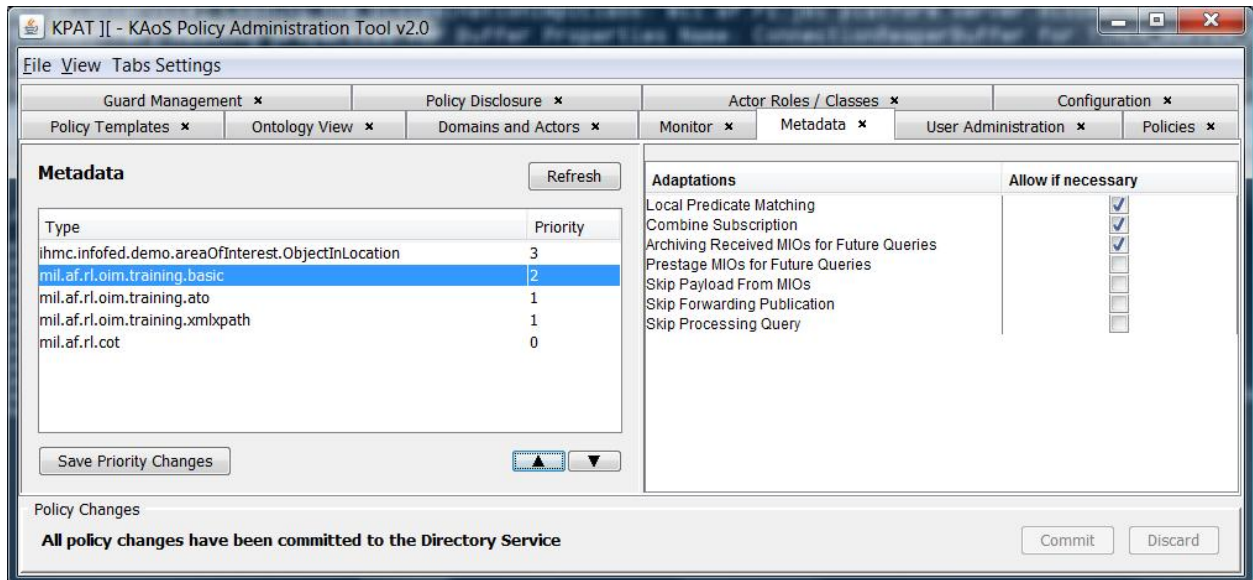 KPAT ][ - KAoS Policy Administration Tool v2.0
File View Tabs Settings
Guard Management × Policy Disclosure × Actor Roles / Classes × Configuration ×
Policy Templates × Ontology View × Domains and Actors × Monitor × Metadata × User Administration × Policies ×
Metadata
Refresh
Type Priority
ihmc.infofed.demo.areaOfInterest.ObjectInLocation 3
mil.af.rl.oim.training.basic 2
mil.af.rl.oim.training.ato 1
mil.af.rl.oim.training.xmlxpath 1
mil.af.rl.cot 0
Save Priority Changes
Adaptations Allow if necessary
Local Predicate Matching
Combine Subscription
Archiving Received MIOs for Future Queries
Prestage MIOs for Future Queries
Skip Payload From MIOs
Skip Forwarding Publication
Skip Processing Query
Policy Changes
All policy changes have been committed to the Directory Service
Commit Discard